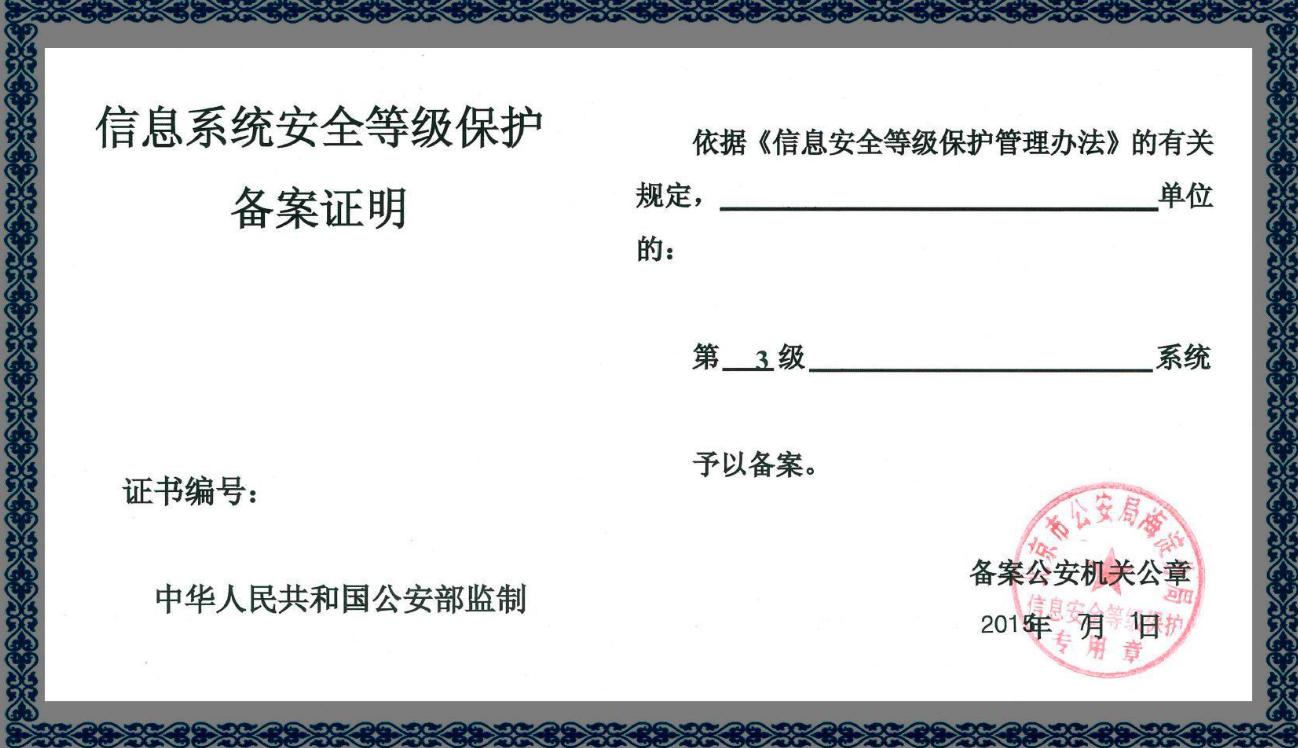 信息系统安全等级保护
备案证明
证书编号：
中华人民共和国公安部监制
依据《信息安全等级保护管理办法》的有关
规定，单位
的：
第 3 级 系统
予以备案。
备案公安机关公章
2015年 7月 1日
北京市公安局海淀分局
信息安全等级保护
专用章